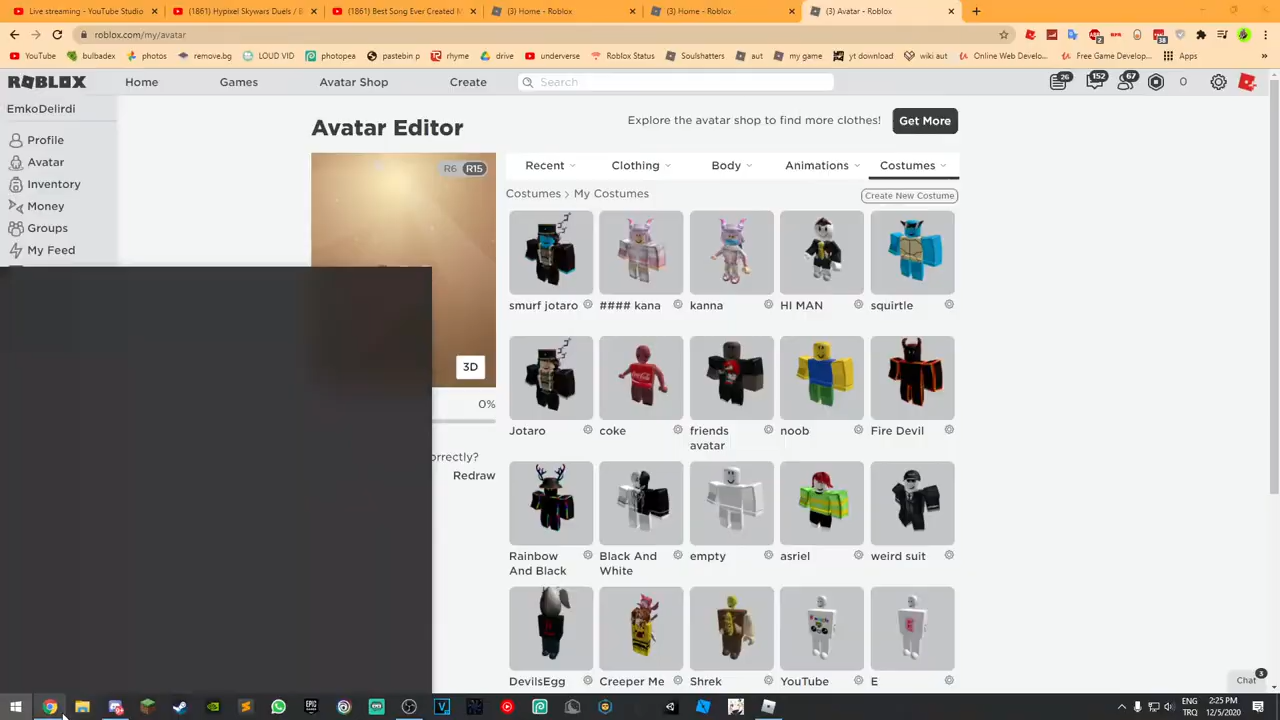 Live streaming - YouTube Studio
(1861) Hypixel Skywars Duels /
(1861) Best Song Ever Created M
(3) Home - Roblox
(3) Home - Roblox
(3) Avatar - Roblox
roblox.com/my/avatar
YouTube
bulbadex
photos
remove.bg
LOUD VID
photopea
pastebin p
rhyme
drive
underverse
Roblox Status
Soulshatters
aut
my game
yt download
wiki aut
Online Web Develo...
Free Game Develop...
Apps
ROBLOX
Home
Games
Avatar Shop
Create
Search
26
152
67
0
EmkoDelirdi
Profile
Avatar
Inventory
Money
Groups
My Feed
Avatar Editor
Explore the avatar shop to find more clothes!
Get More
R6 R15
3D
0%
orrectly?
Redraw
Recent
Clothing
Body
Animations
Costumes
Costumes > My Costumes
Create New Costume
smurf jotaro
#### kana
kanna
HI MAN
squirtle
Jotaro
coke
friends
avatar
noob
Fire Devil
Rainbow
And Black
Black And
White
empty
asriel
weird suit
DevilsEgg
Creeper Me
Shrek
YouTube
E
Chat
3
ENG
TRQ
2:25 PM
12/5/2020